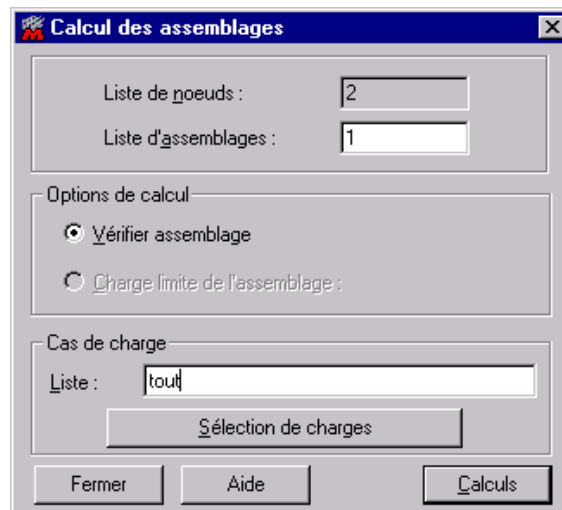 Calcul des assemblages
Liste de noeuds : 2
Liste d'assemblages : 1
Options de calcul
Vérifier assemblage
Charge limite de l'assemblage :
Cas de charge
Liste : tout
Sélection de charges
Fermer Aide Calculs